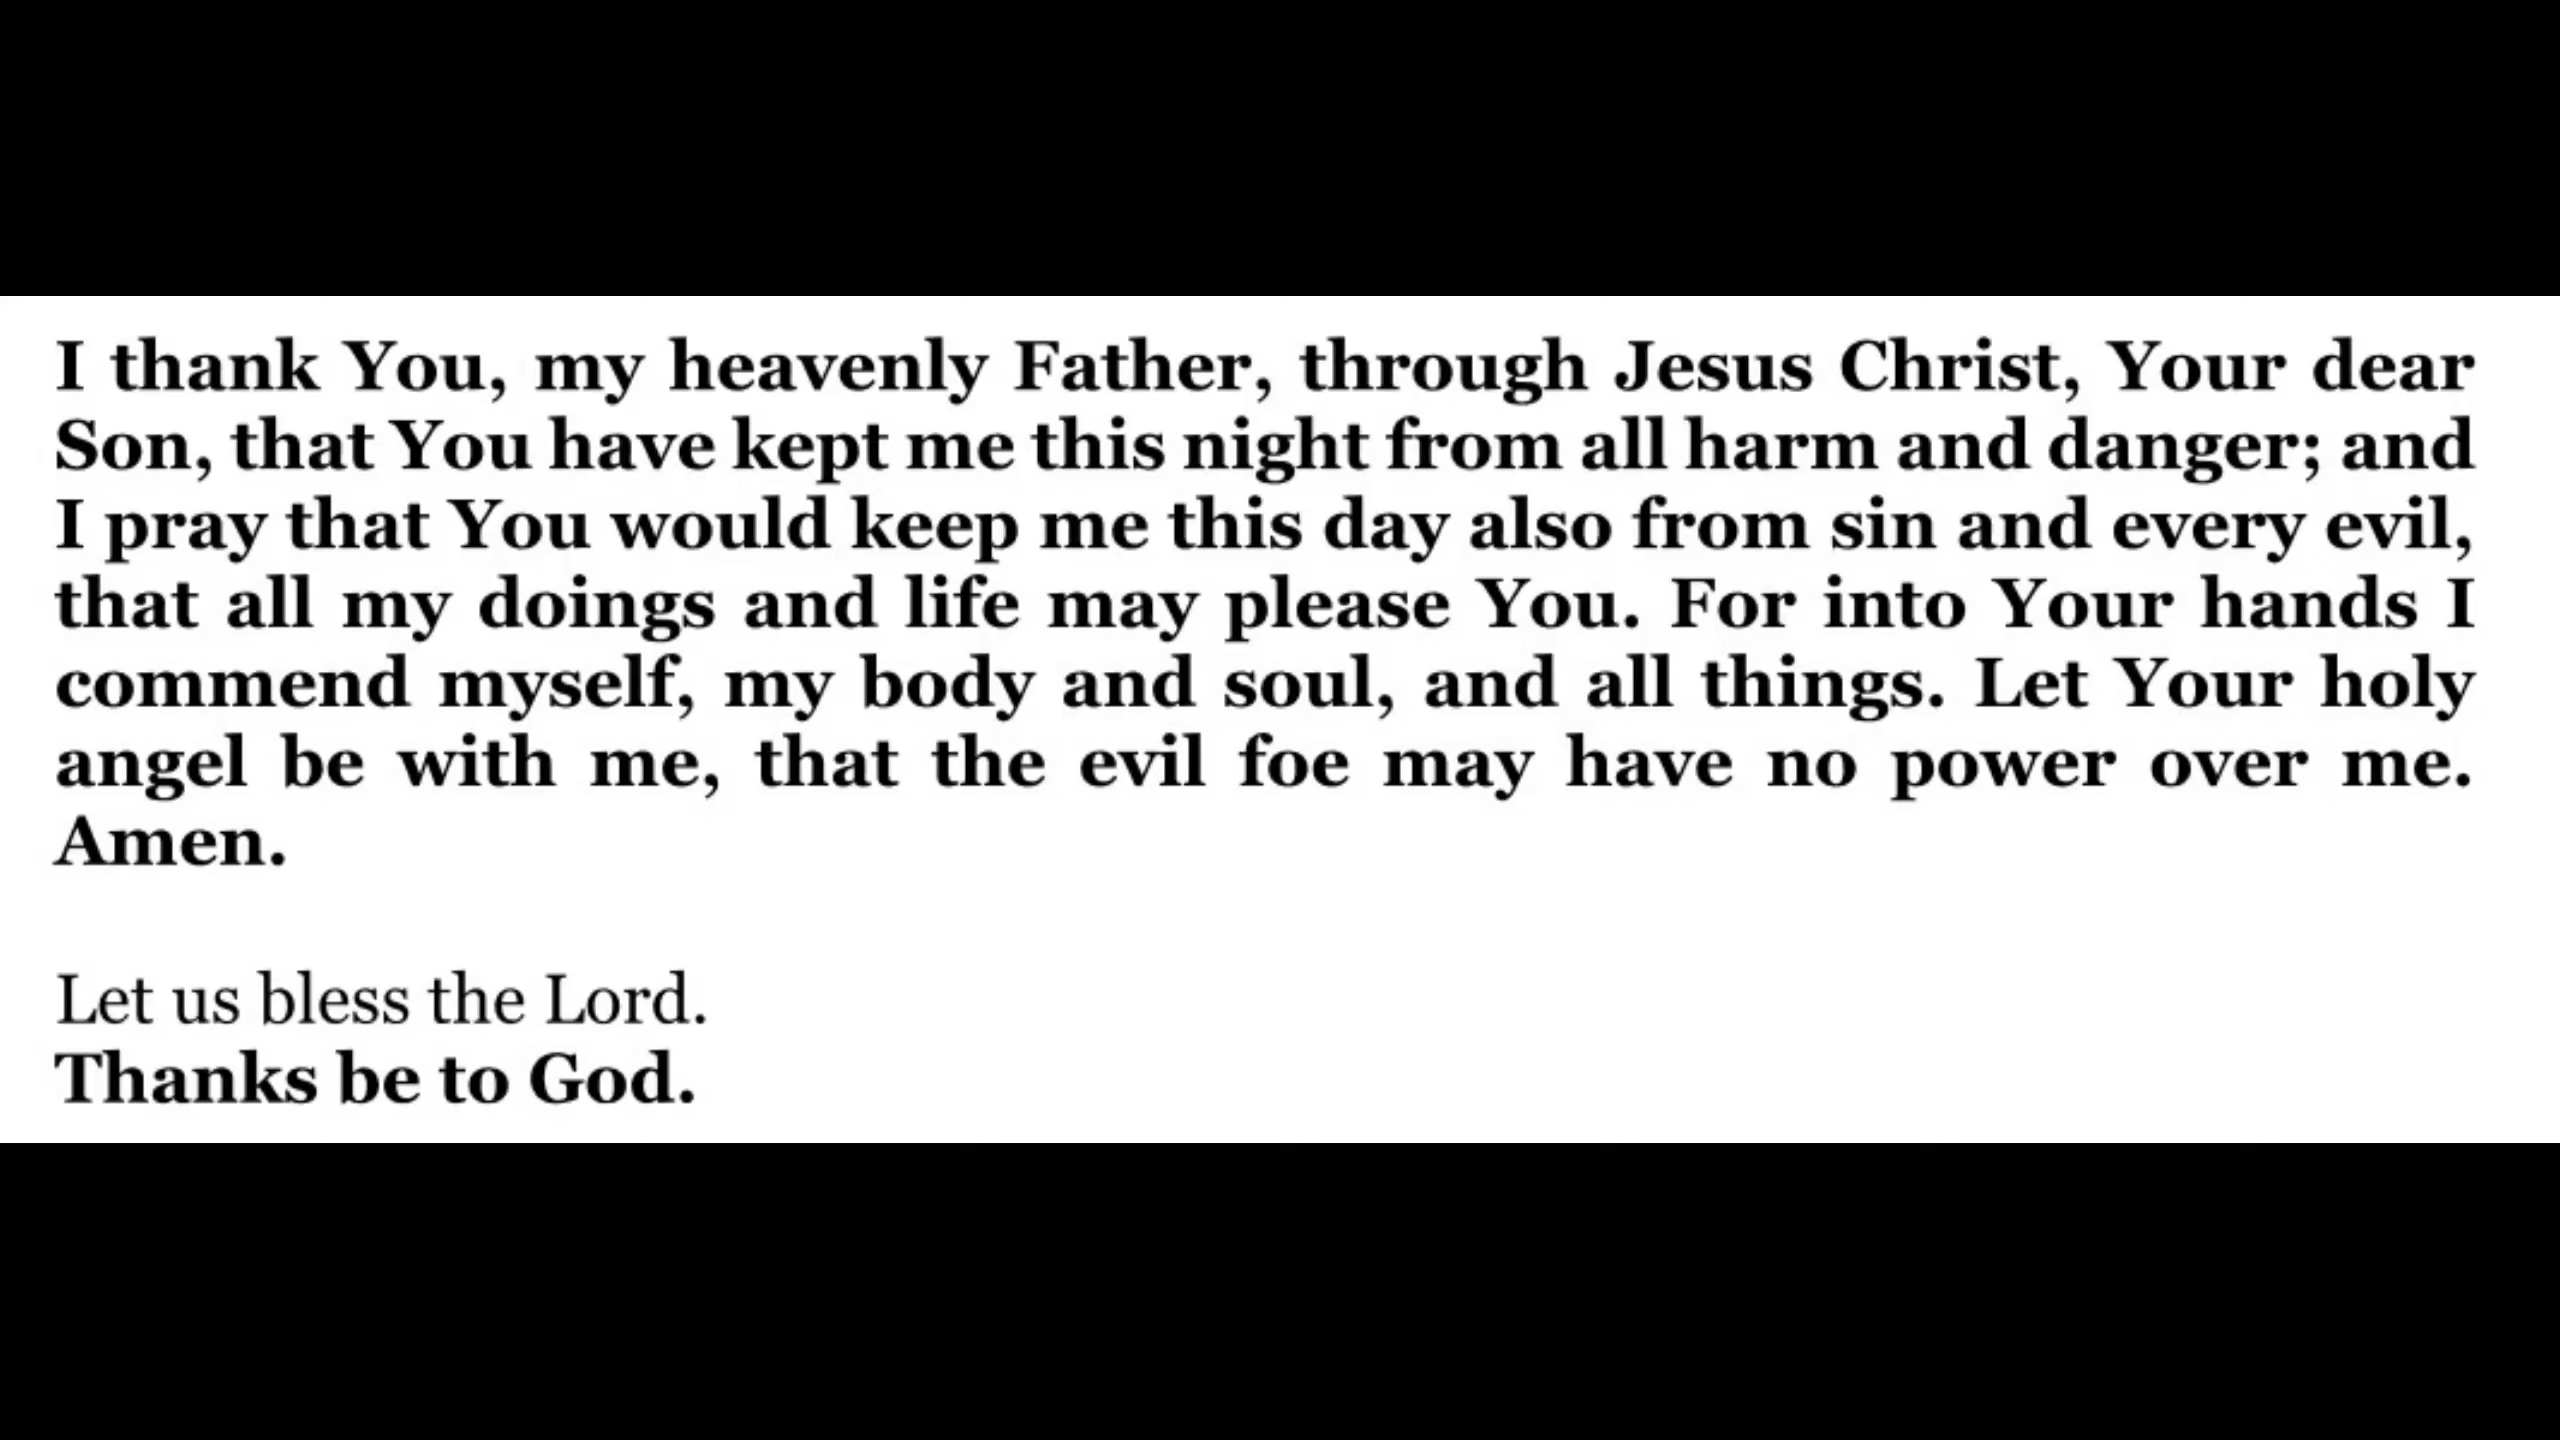 I thank You, my heavenly Father, through Jesus Christ, Your dear
Son, that You have kept me this night from all harm and danger; and
I pray that You would keep me this day also from sin and every evil,
that all my doings and life may please You. For into Your hands I
commend myself, my body and soul, and all things. Let Your holy
angel be with me, that the evil foe may have no power over me.
Amen.
Let us bless the Lord.
Thanks be to God.